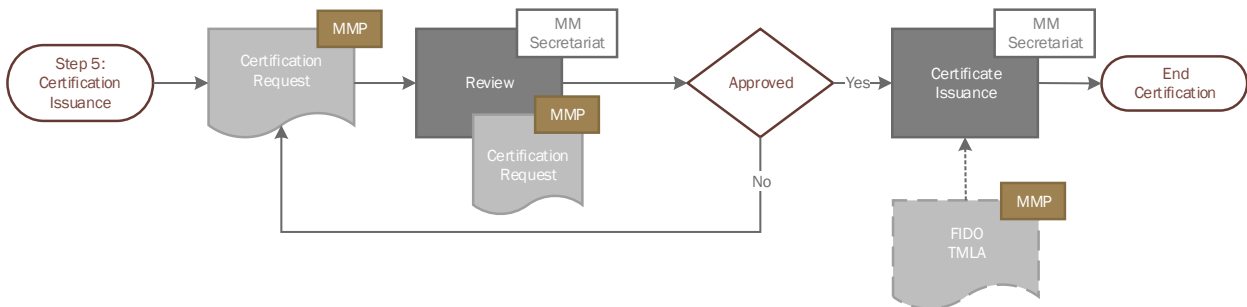 Step 5:
Certification
Issuance
MMP
Certification
Request
MM
Secretariat
Review
MMP
Certification
Request
Approved
Yes
No
MM
Secretariat
Certificate
Issuance
End
Certification
MMP
FIDO
TMLA